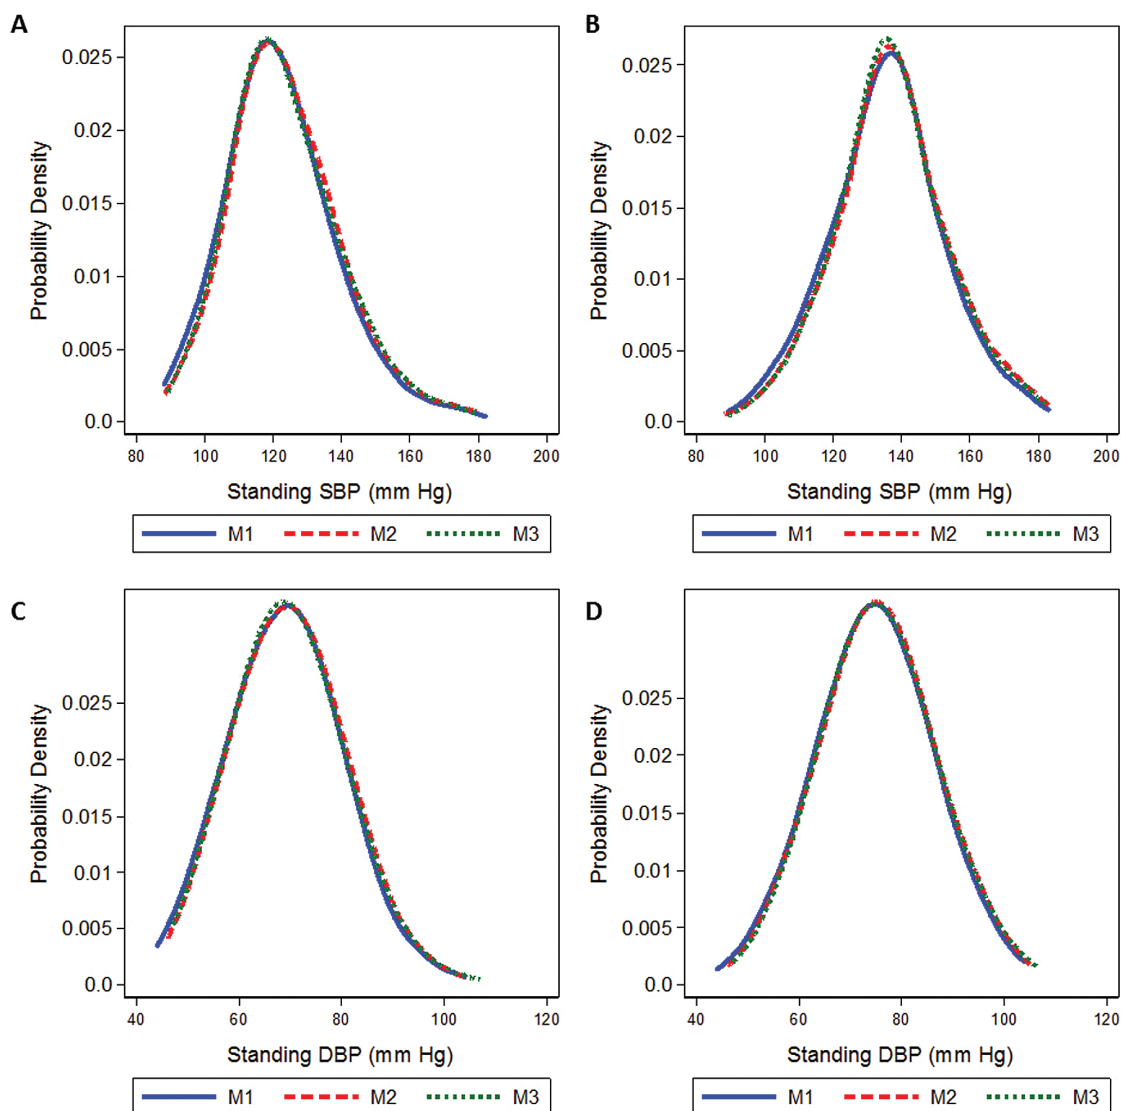 A
Probability Density
0.025
0.02
0.015
0.01
0.005
0.0
80 100 120 140 160 180 200
Standing SBP (mm Hg)
M1 M2 M3
B
Probability Density
0.025
0.02
0.015
0.01
0.005
0.0
80 100 120 140 160 180 200
Standing SBP (mm Hg)
M1 M2 M3
C
Probability Density
0.025
0.02
0.015
0.01
0.005
0.0
40 60 80 100 120
Standing DBP (mm Hg)
M1 M2 M3
D
Probability Density
0.025
0.02
0.015
0.01
0.005
0.0
40 60 80 100 120
Standing DBP (mm Hg)
M1 M2 M3